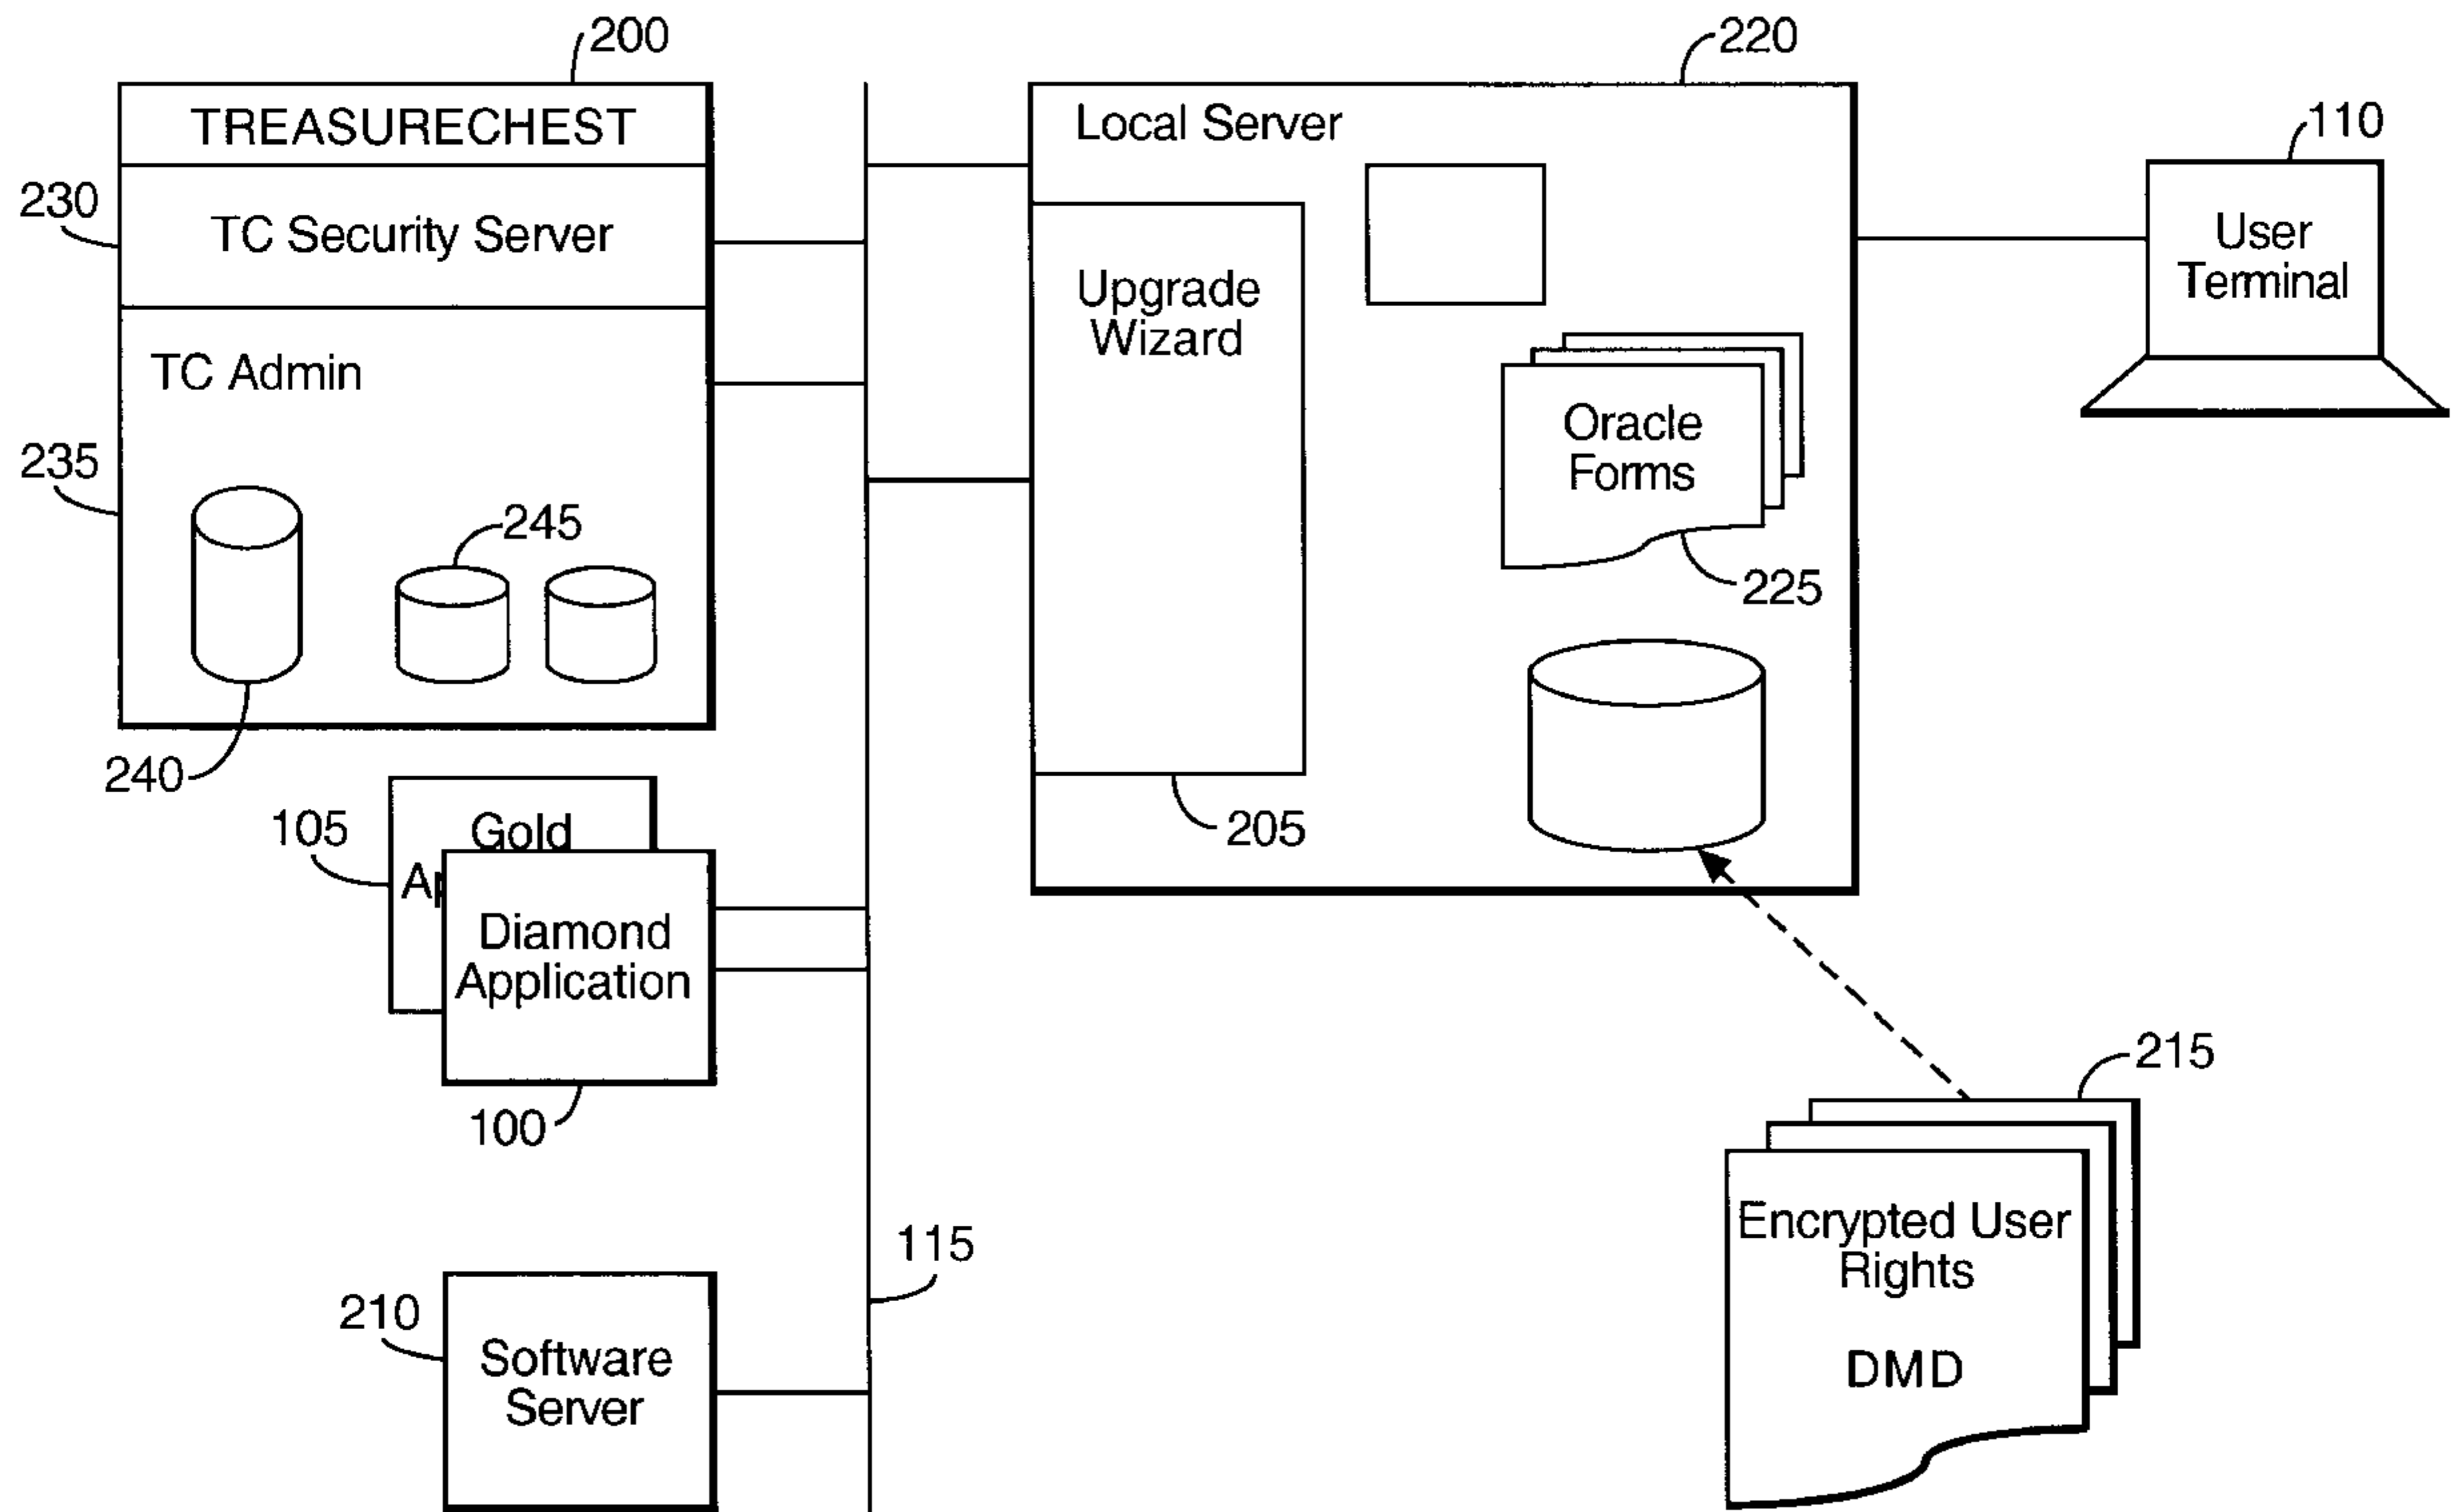 200
TREASURECHEST
230
TC Security Server
TC Admin
235
245
240
220
Local Server
Upgrade
Wizard
205
Oracle
Forms
225
110
User
Terminal
105
Gold
Diamond
Application
100
115
210
Software
Server
215
Encrypted User
Rights
DMD